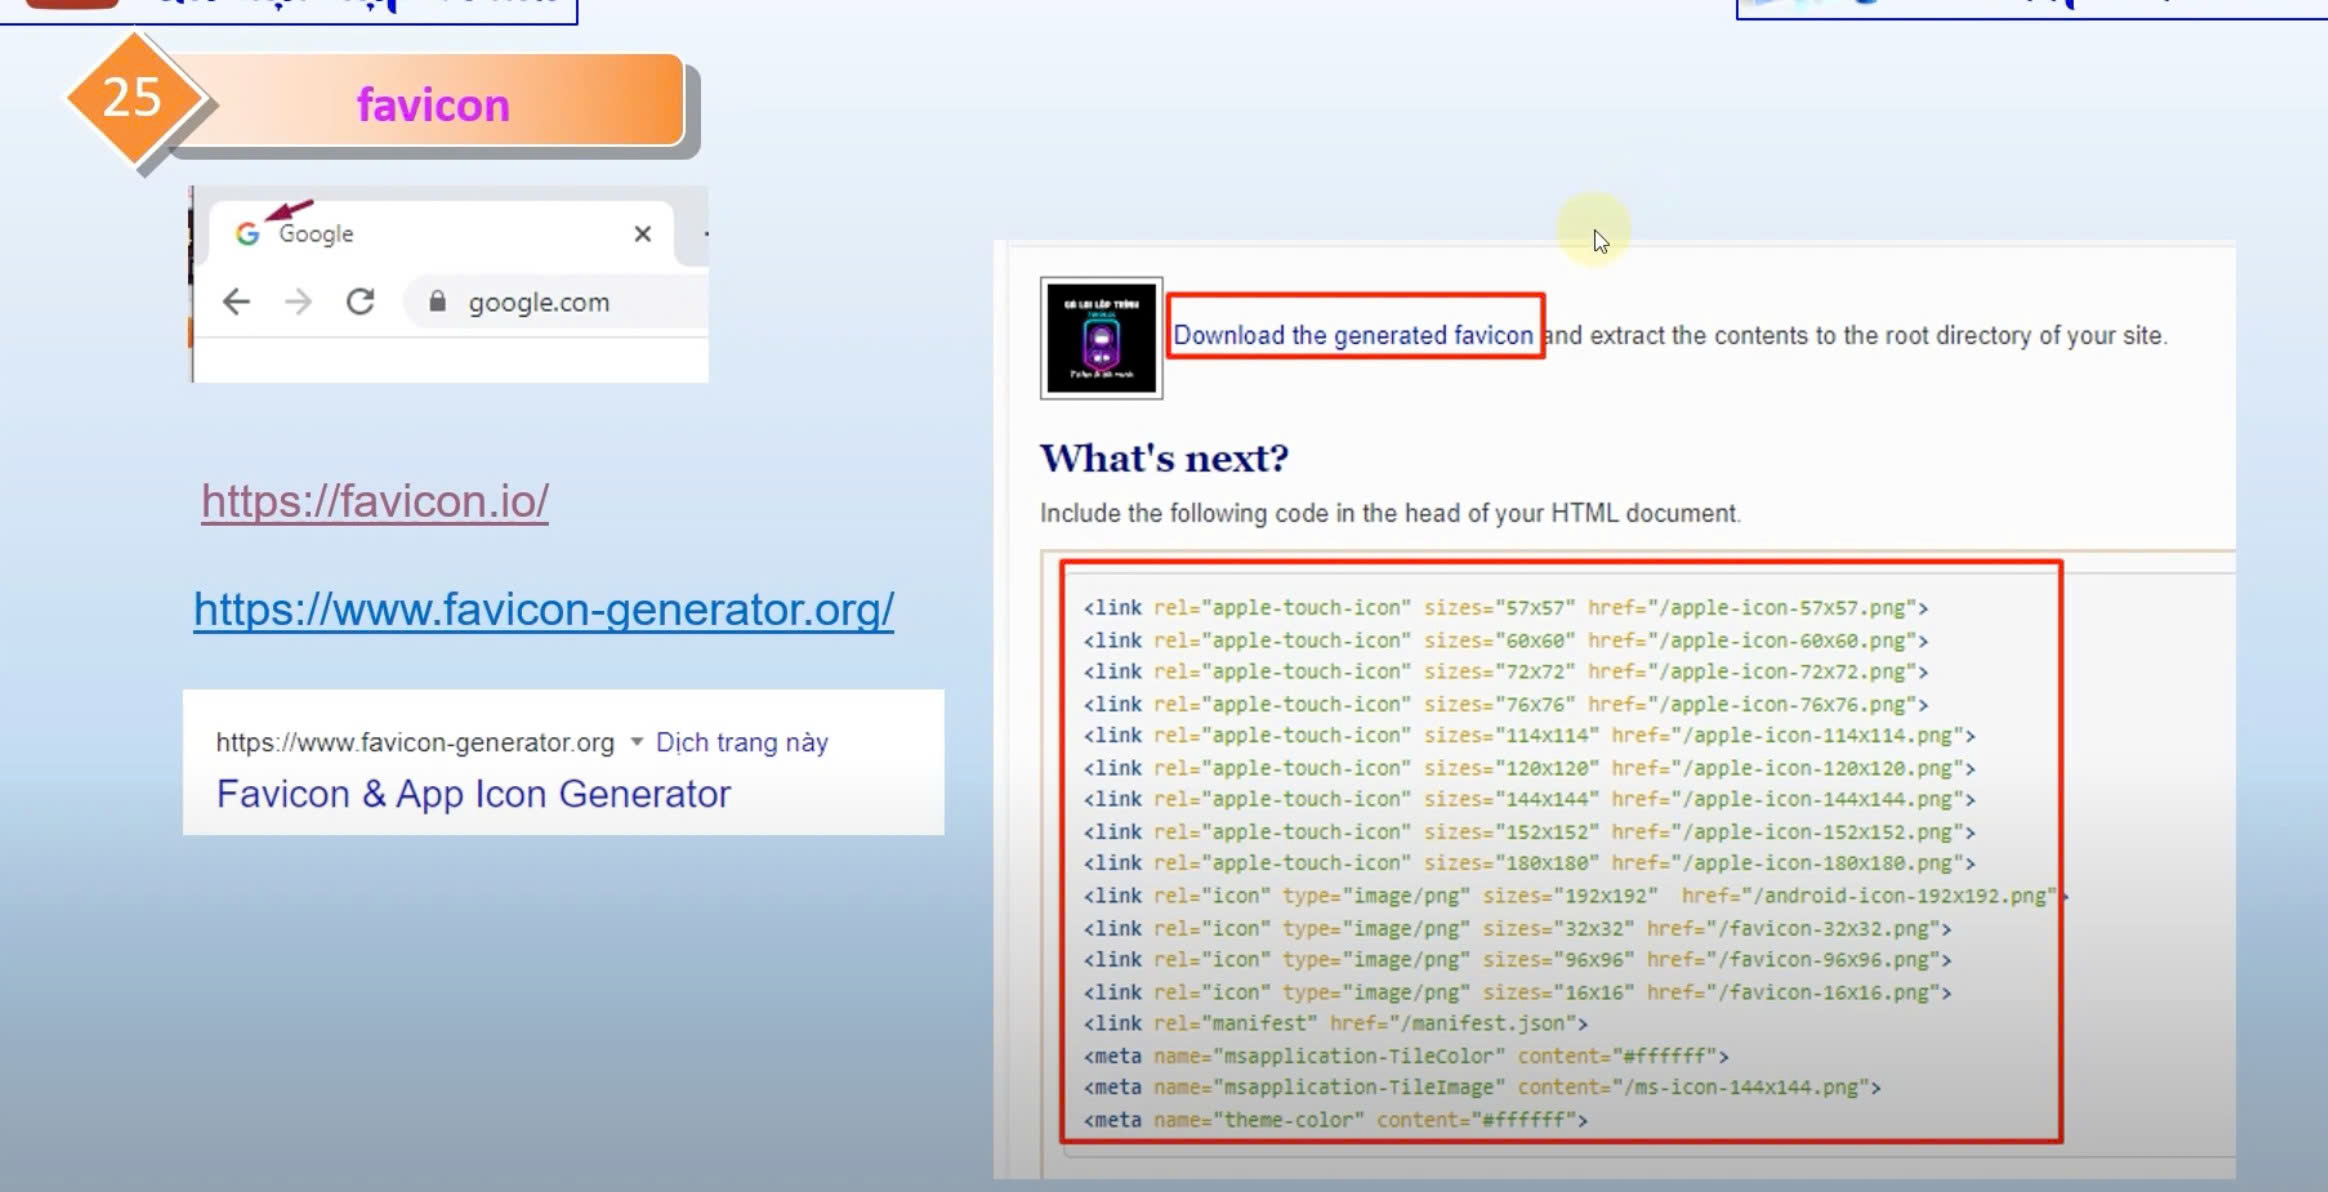 25
favicon
Google
google.com
https://favicon.io/
https://www.favicon-generator.org/
https://www.favicon-generator.org Dịch trang này
Favicon & App Icon Generator
Download the generated favicon and extract the contents to the root directory of your site.
What's next?
Include the following code in the head of your HTML document.
<link rel="apple-touch-icon" sizes="57x57" href="/apple-icon-57x57.png">
<link rel="apple-touch-icon" sizes="60x60" href="/apple-icon-60x60.png">
<link rel="apple-touch-icon" sizes="72x72" href="/apple-icon-72x72.png">
<link rel="apple-touch-icon" sizes="76x76" href="/apple-icon-76x76.png">
<link rel="apple-touch-icon" sizes="114x114" href="/apple-icon-114x114.png">
<link rel="apple-touch-icon" sizes="120x120" href="/apple-icon-120x120.png">
<link rel="apple-touch-icon" sizes="144x144" href="/apple-icon-144x144.png">
<link rel="apple-touch-icon" sizes="152x152" href="/apple-icon-152x152.png">
<link rel="apple-touch-icon" sizes="180x180" href="/apple-icon-180x180.png">
<link rel="icon" type="image/png" sizes="192x192"  href="/android-icon-192x192.png">
<link rel="icon" type="image/png" sizes="32x32" href="/favicon-32x32.png">
<link rel="icon" type="image/png" sizes="96x96" href="/favicon-96x96.png">
<link rel="icon" type="image/png" sizes="16x16" href="/favicon-16x16.png">
<link rel="manifest" href="/manifest.json">
<meta name="msapplication-TileColor" content="#ffffff">
<meta name="msapplication-TileImage" content="/ms-icon-144x144.png">
<meta name="theme-color" content="#ffffff">